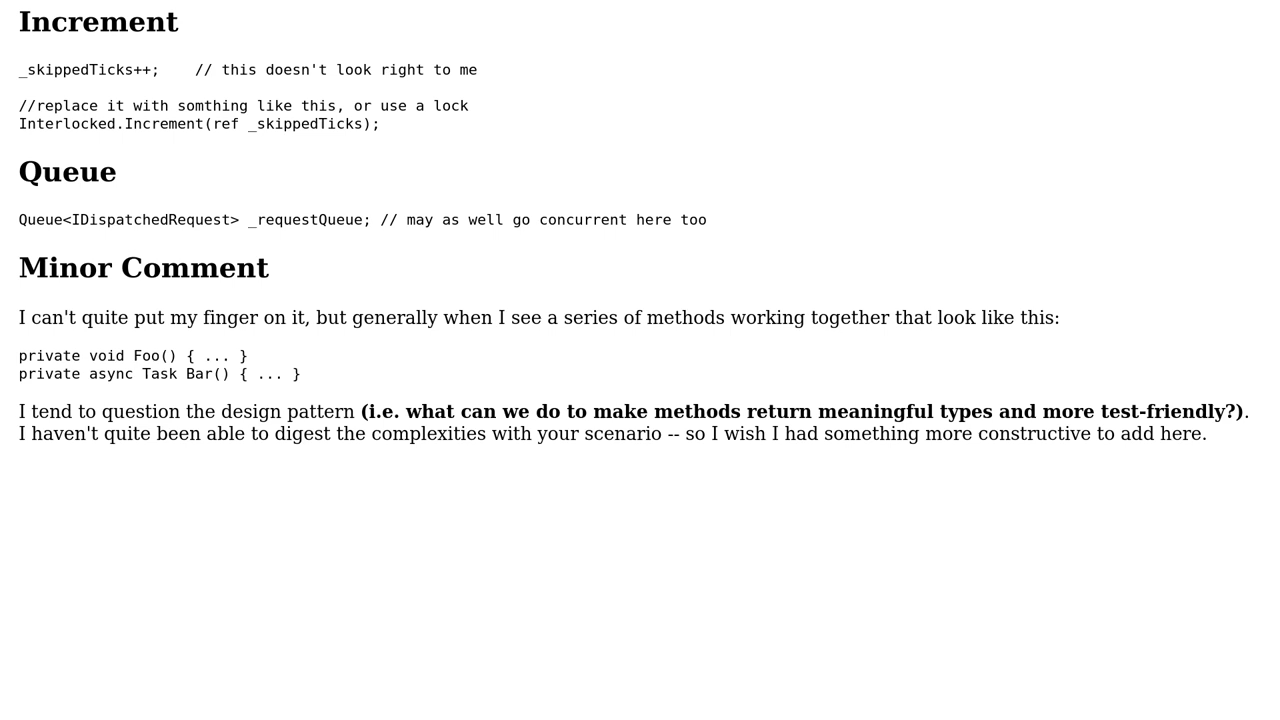 Increment
_skippedTicks++;    // this doesn't look right to me
//replace it with somthing like this, or use a lock
Interlocked.Increment(ref _skippedTicks);
Queue
Queue<IDispatchedRequest> _requestQueue; // may as well go concurrent here too
Minor Comment
I can't quite put my finger on it, but generally when I see a series of methods working together that look like this:
private void Foo() { ... }
private async Task Bar() { ... }
I tend to question the design pattern (i.e. what can we do to make methods return meaningful types and more test-friendly?).
I haven't quite been able to digest the complexities with your scenario -- so I wish I had something more constructive to add here.